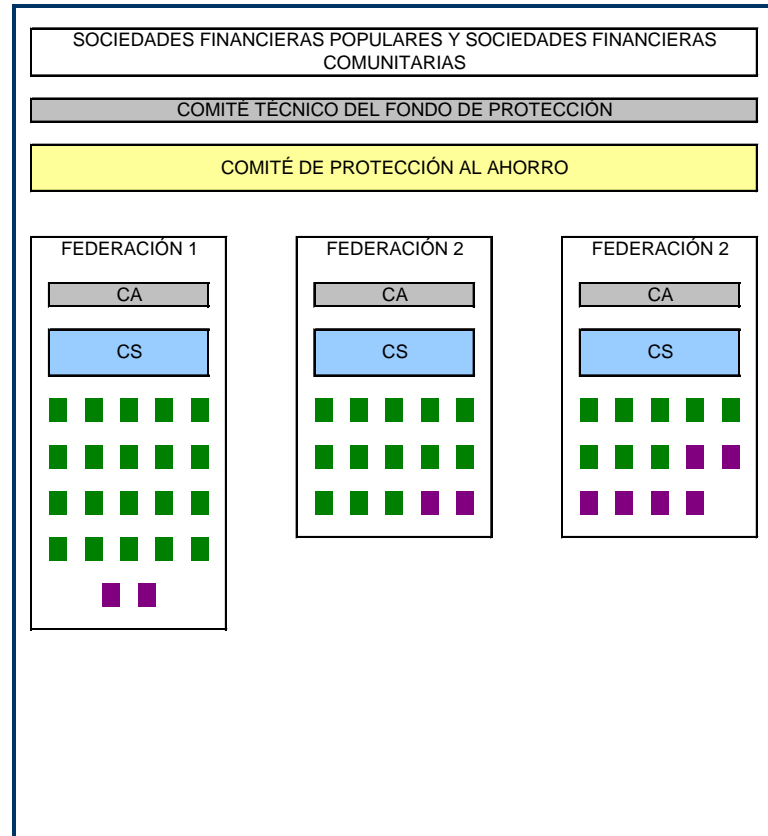 SOCIEDADES FINANCIERAS POPULARES Y SOCIEDADES FINANCIERAS
COMUNITARIAS
COMITÉ TÉCNICO DEL FONDO DE PROTECCIÓN
COMITÉ DE PROTECCIÓN AL AHORRO
FEDERACIÓN 1
CA
CS
FEDERACIÓN 2
CA
CS
FEDERACIÓN 2
CA
CS